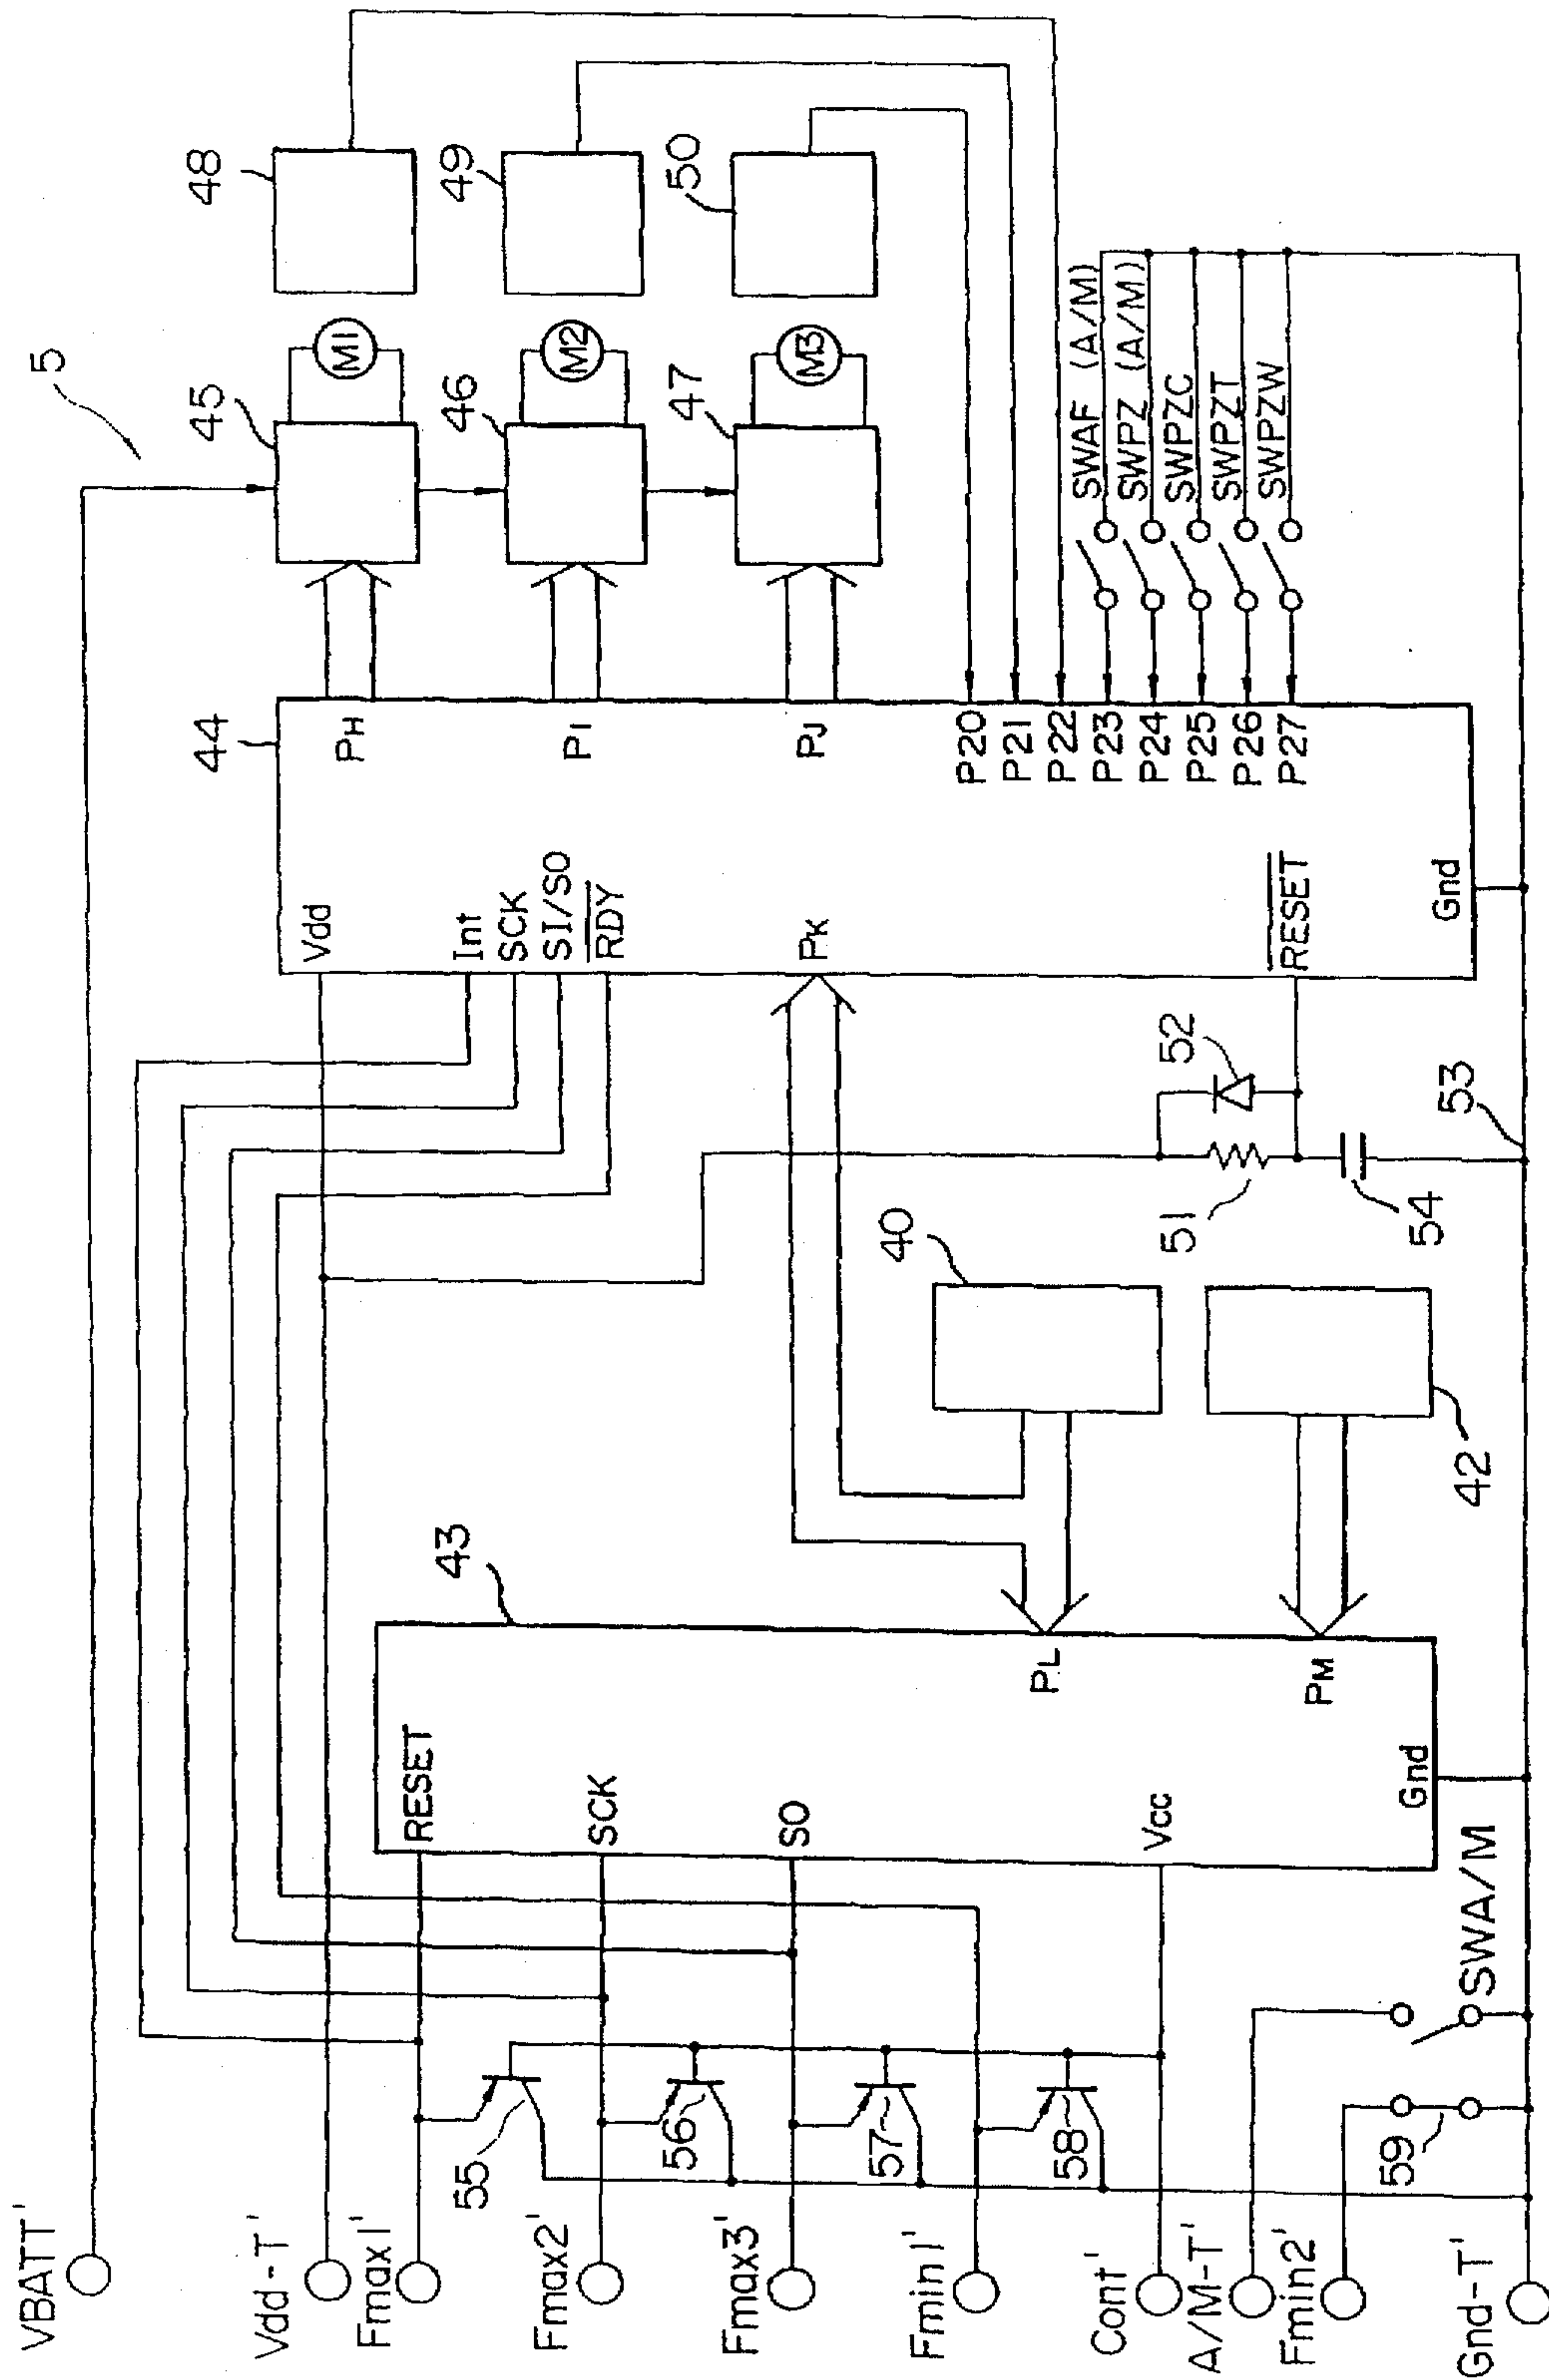 5
VBATT'
Vdd-T'
Fmax1'
Fmax2'
Fmax3'
Fmin1'
Cont'
A/M-T'
Fmin2'
Gnd-T'
55
56
57
58
59
SWA/M
43
RESET
SCK
SO
Vcc
Gnd
PL
PM
40
42
51
52
53
54
44
Vdd
Int
SCK
SI/SO
RDY
PK
RESET
Gnd
PH
PI
PJ
P20
P21
P22
P23
P24
P25
P26
P27
45
46
47
M1
M2
M3
48
49
50
SWAF (A/M)
SWPZ (A/M)
SWPZC
SWPZT
SWPZW